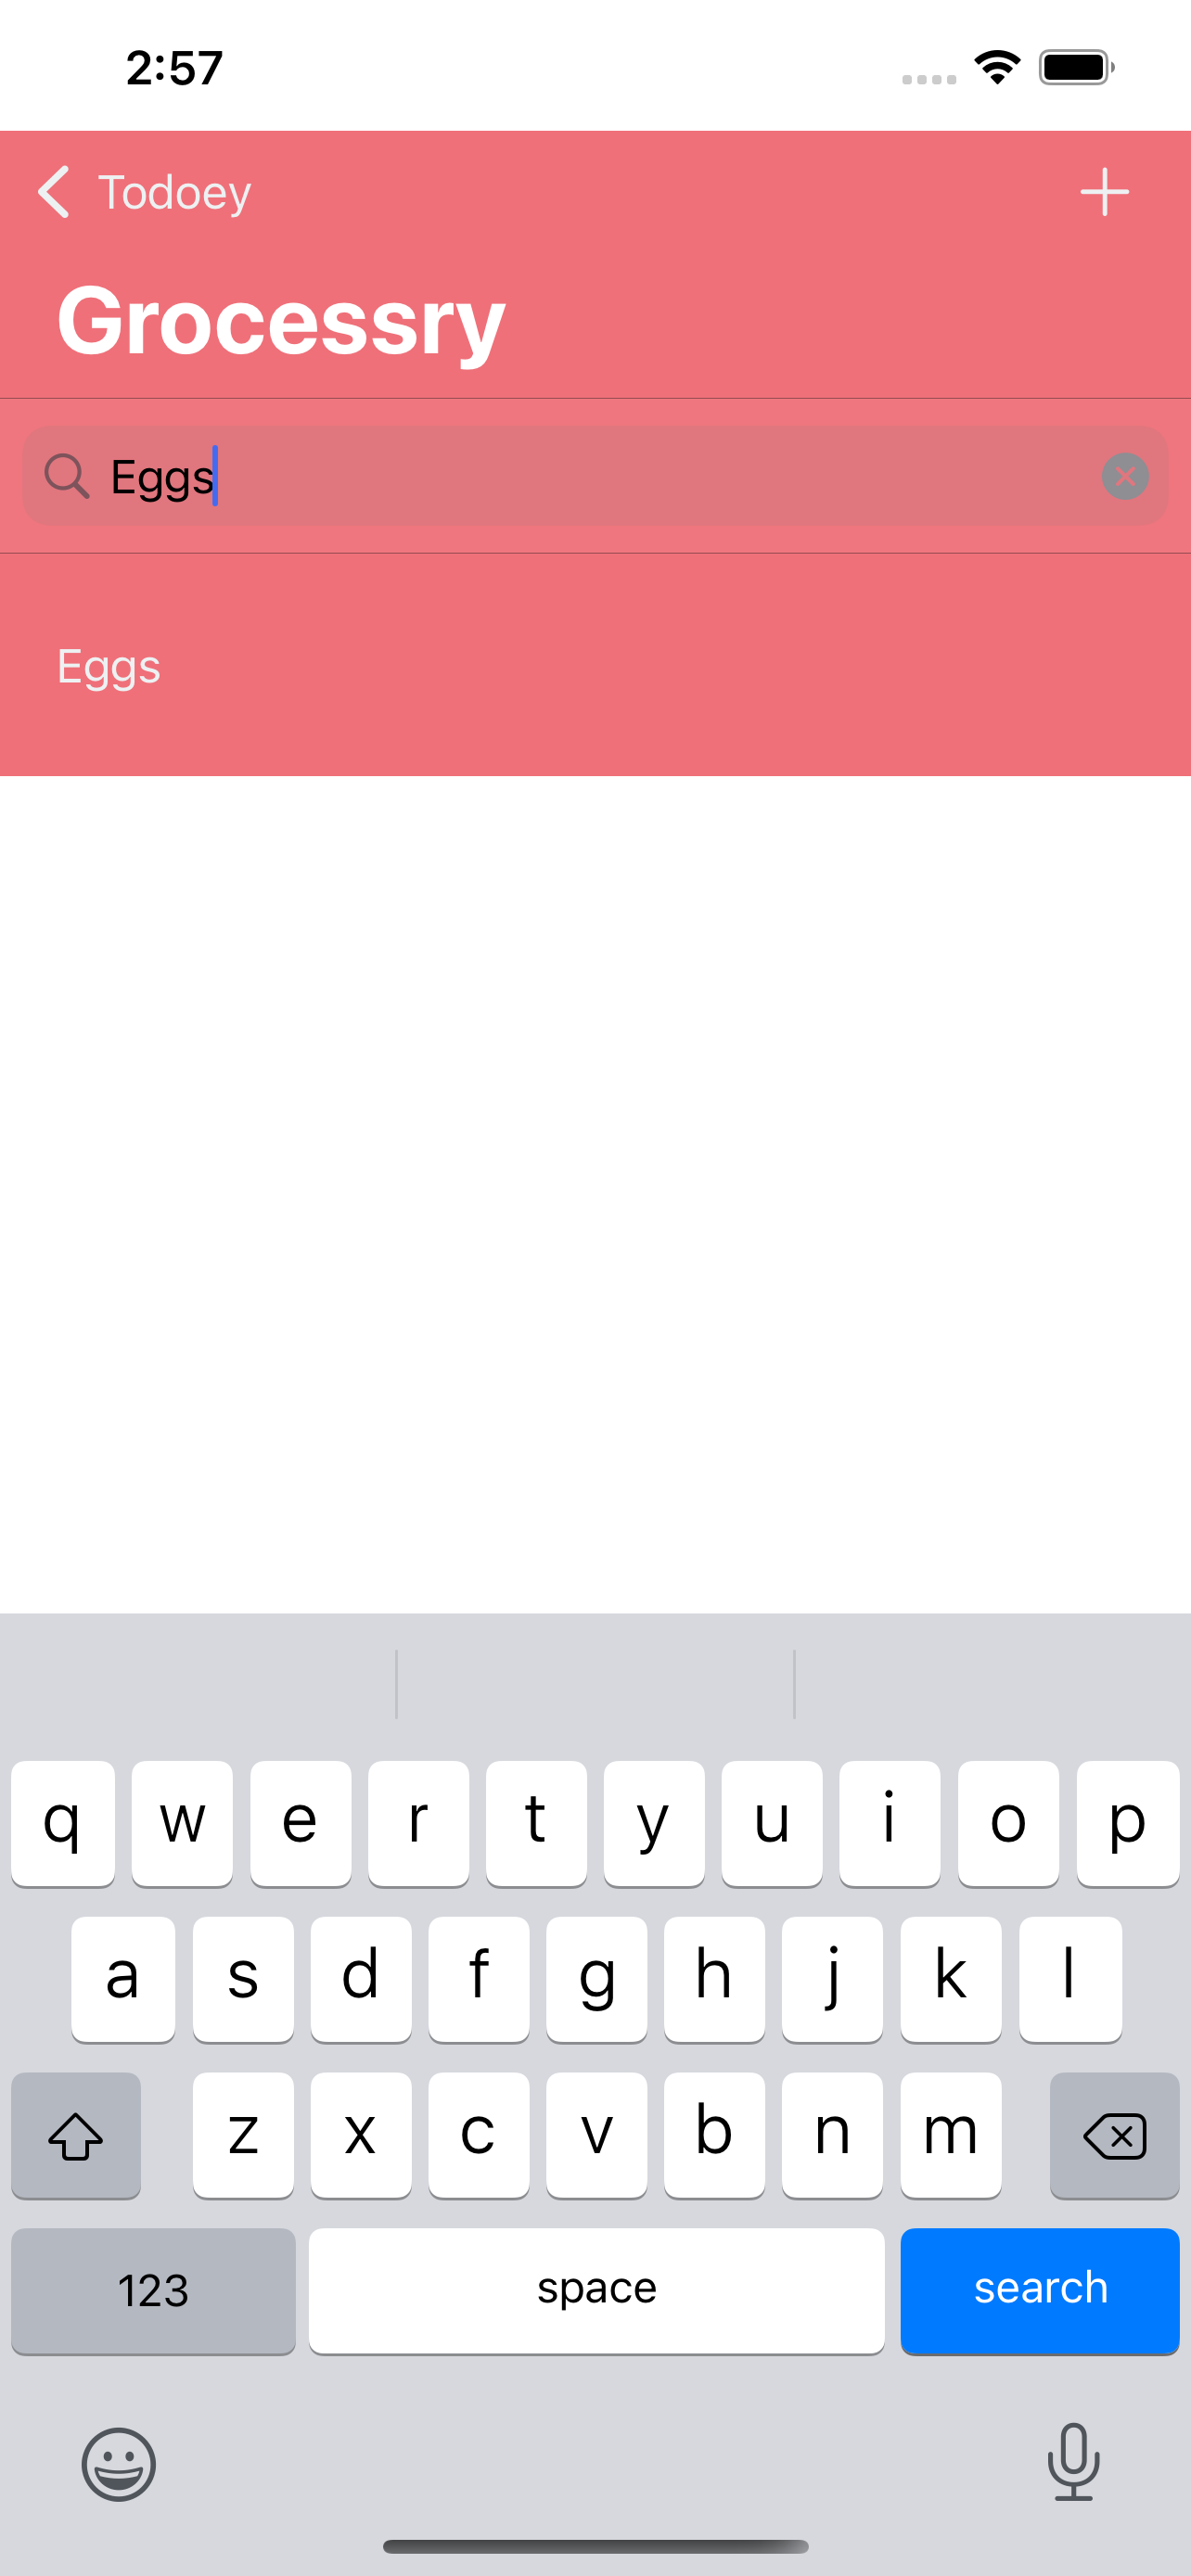 2:57
Todoey
Grocessry
Eggs
Eggs
q w e r t y u i o p
a s d f g h j k l
z x c v b n m
123 space search